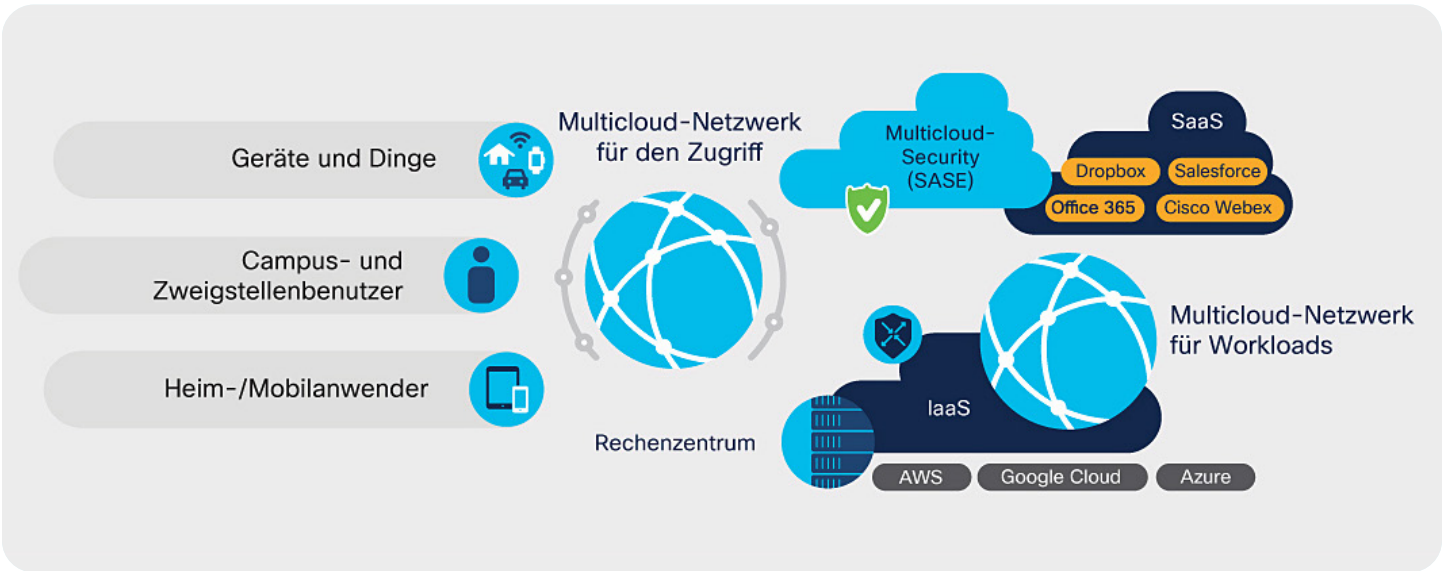 Geräte und Dinge
Campus- und
Zweigstellenbenutzer
Heim-/Mobilanwender
Multicloud-Netzwerk
für den Zugriff
Multicloud-
Security
(SASE)
SaaS
Dropbox
Salesforce
Office 365
Cisco Webex
Multicloud-Netzwerk
für Workloads
IaaS
Rechenzentrum
AWS
Google Cloud
Azure